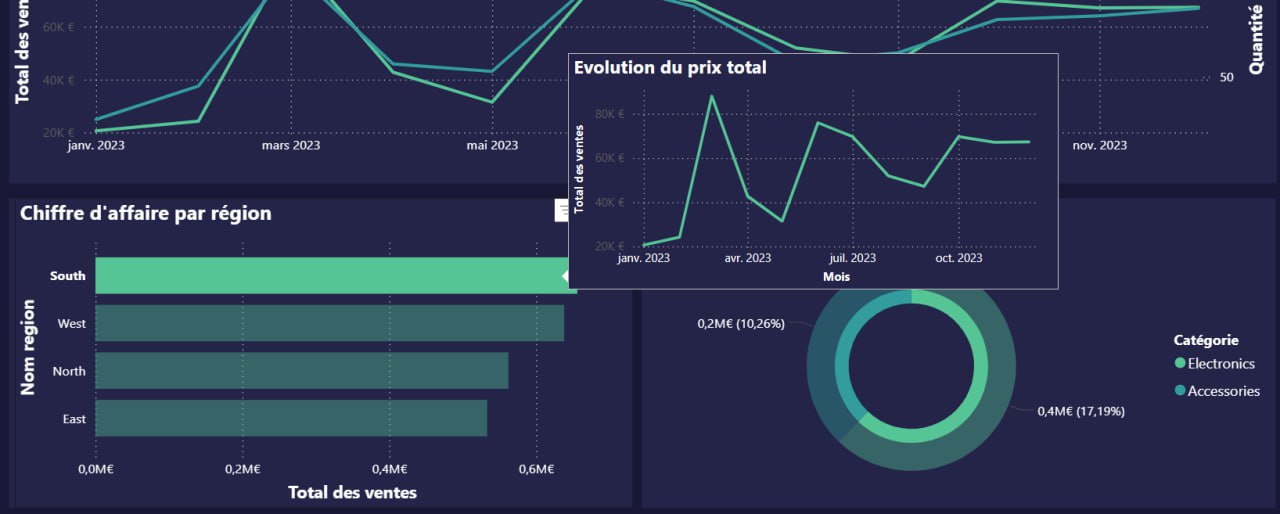 60K €
40K €
20K €
Total des ven
janv. 2023
mars 2023
mai 2023
nov. 2023
50
Quantité
Evolution du prix total
80K €
60K €
40K €
20K €
Total des ventes
janv. 2023
avr. 2023
juil. 2023
oct. 2023
Mois
Chiffre d'affaire par région
Nom region
South
West
North
East
0,0M€
0,2M€
0,4M€
0,6M€
Total des ventes
0,2M€ (10,26%)
0,4M€ (17,19%)
Catégorie
Electronics
Accessories